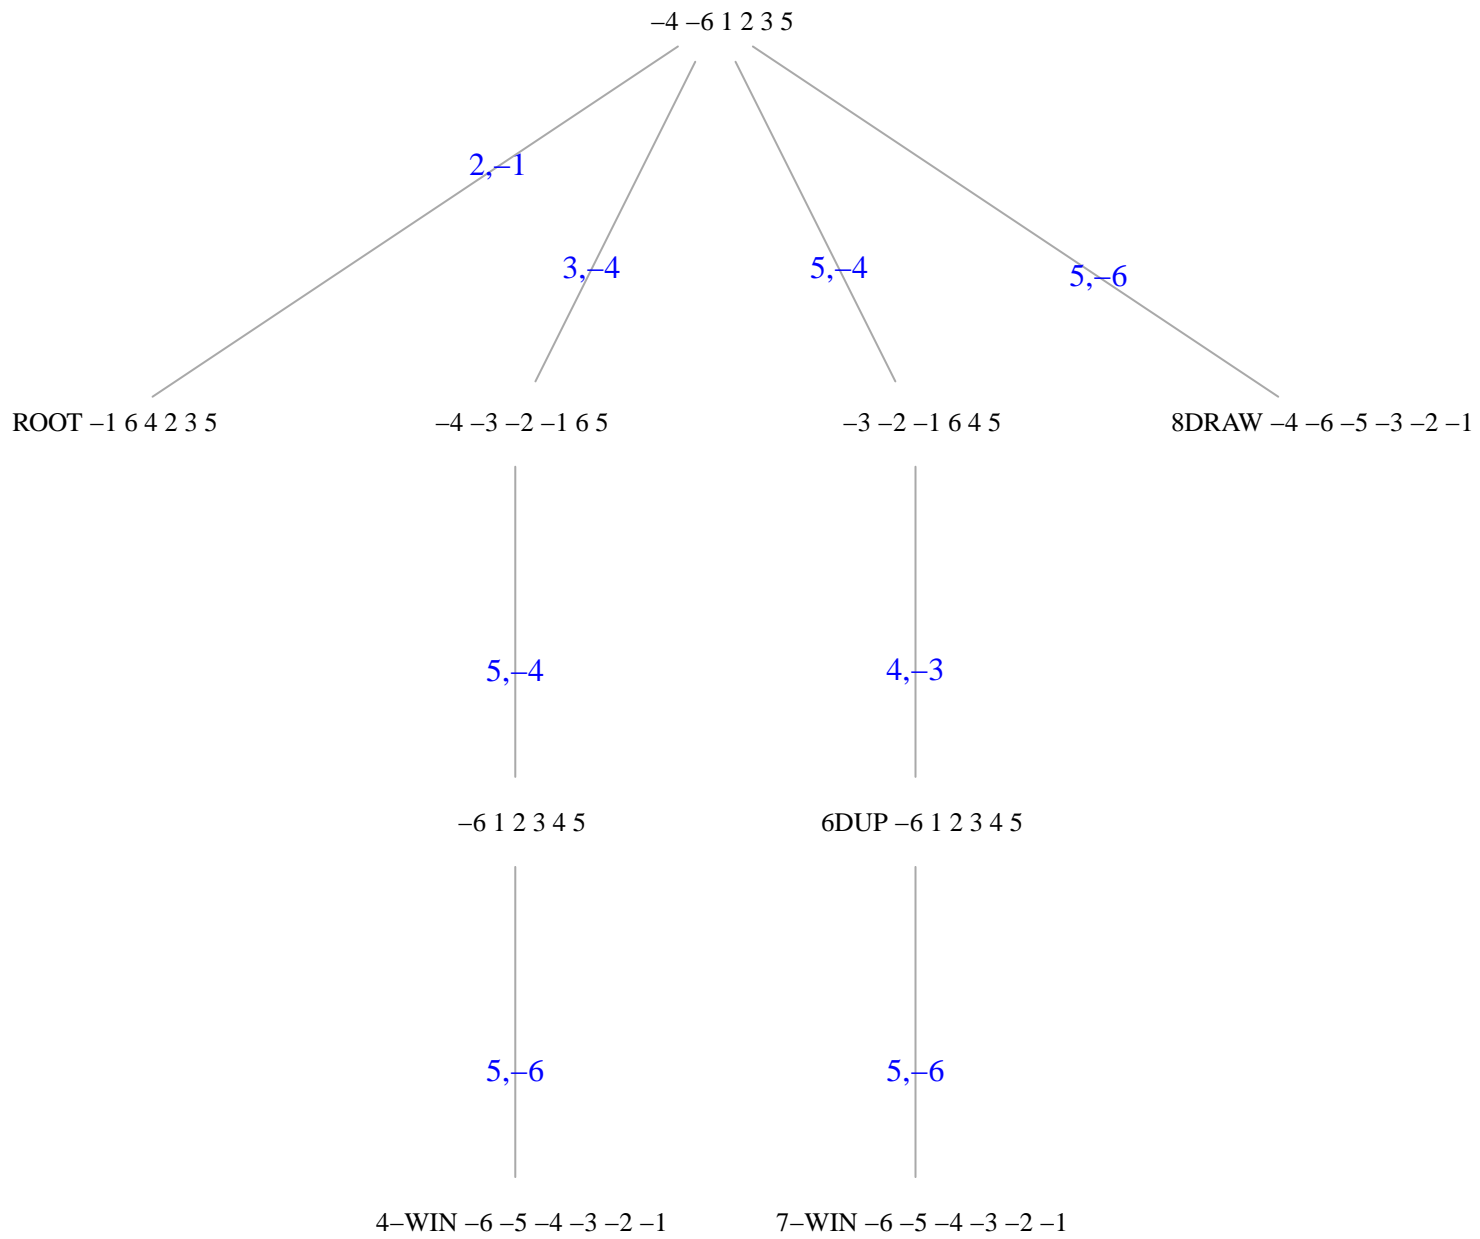 –4 –6 1 2 3 5
2,–1
3,–4
5,–4
5,–6
ROOT –1 6 4 2 3 5
–4 –3 –2 –1 6 5
–3 –2 –1 6 4 5
8DRAW –4 –6 –5 –3 –2 –1
5,–4
4,–3
–6 1 2 3 4 5
6DUP –6 1 2 3 4 5
5,–6
5,–6
4–WIN –6 –5 –4 –3 –2 –1
7–WIN –6 –5 –4 –3 –2 –1